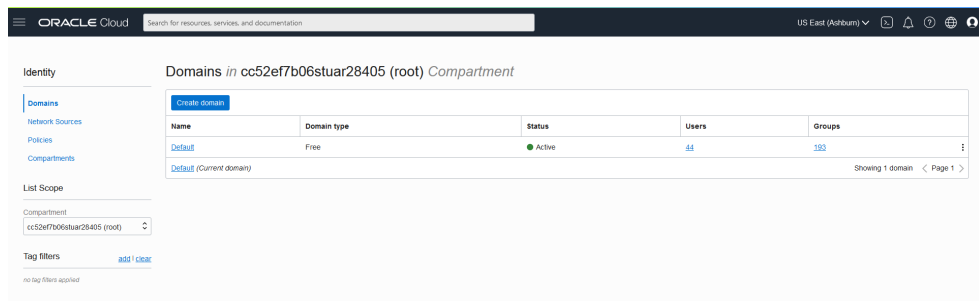 ORACLE Cloud
Search for resources, services, and documentation
US East (Ashburn)
Identity
Domains
Network Sources
Policies
Compartments
List Scope
Compartment
cc52ef7b06stuar28405 (root)
Tag filters
add | clear
no tag filters applied
Domains in cc52ef7b06stuar28405 (root) Compartment
Create domain
Name Domain type Status Users Groups
Default Free Active 44 193
Default (Current domain) Showing 1 domain < Page 1 >